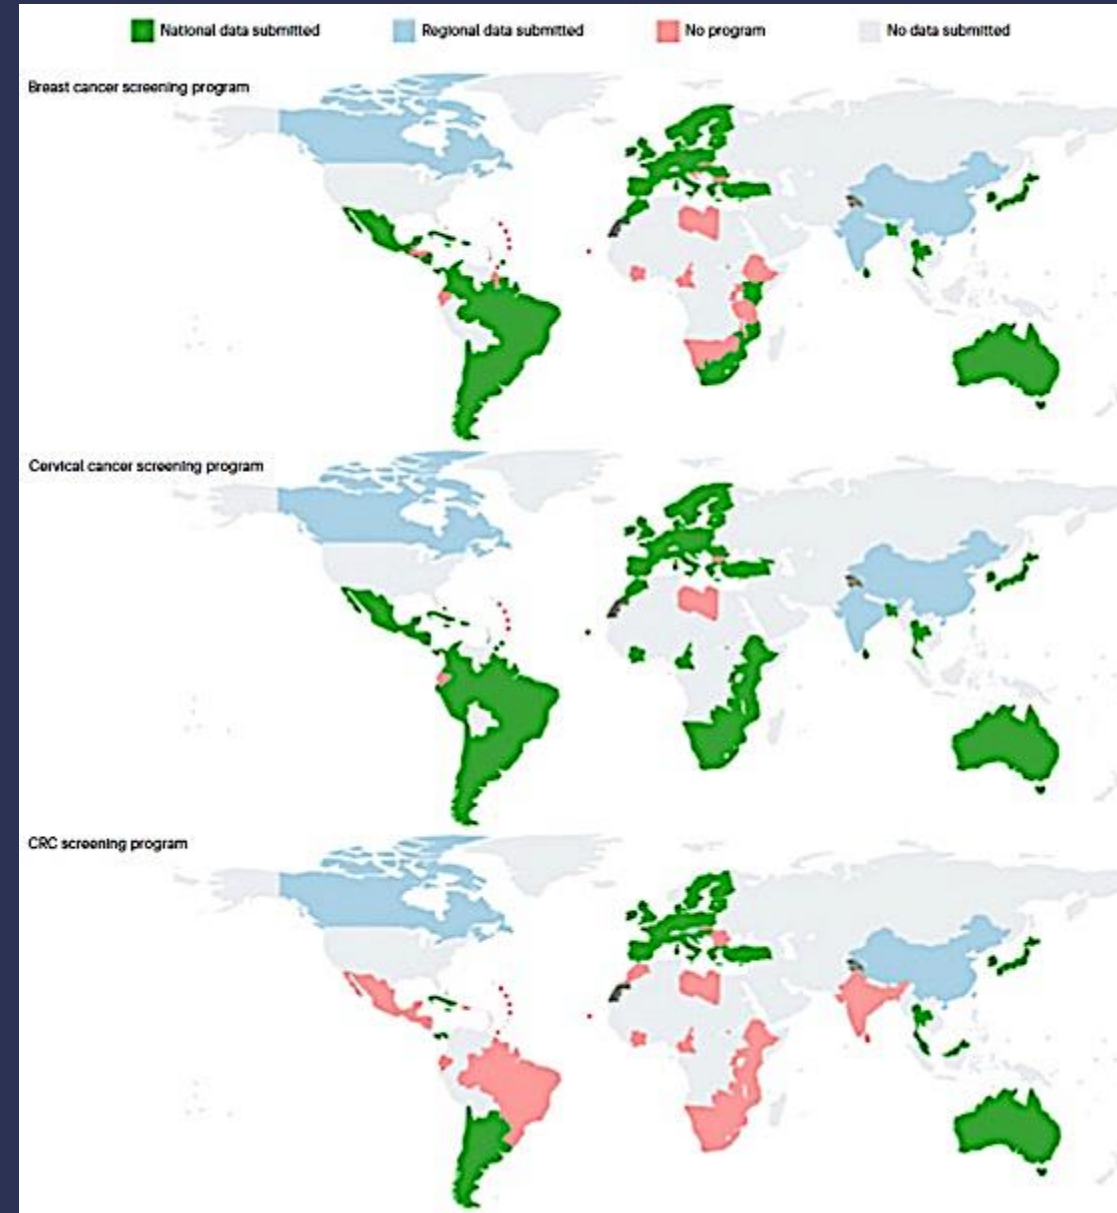 National data submitted Regional data submitted No program No data submitted
Breast cancer screening program
Cervical cancer screening program
CRC screening program